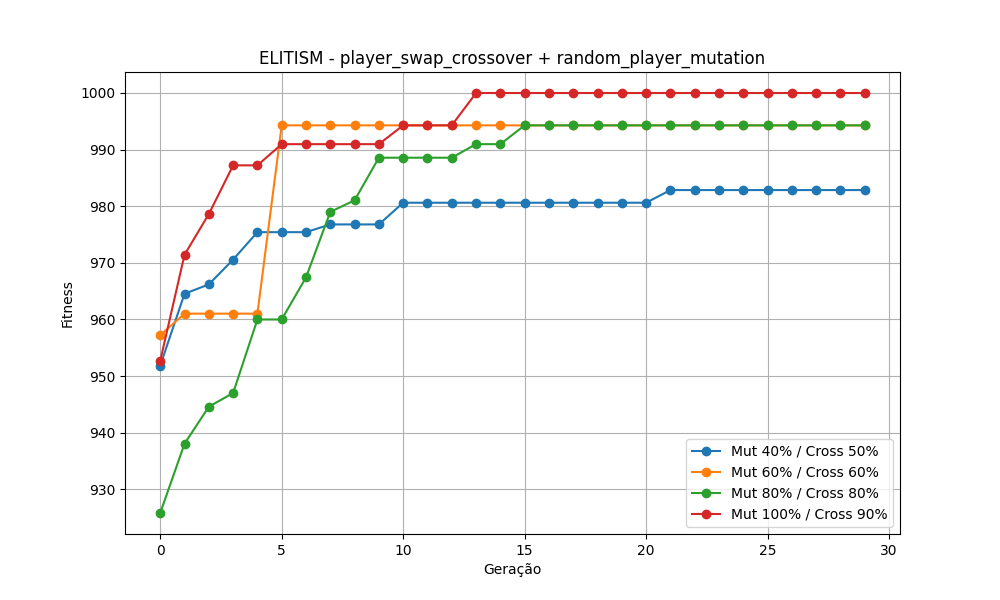 ELITISM - player_swap_crossover + random_player_mutation
1000
990
980
970
960
950
940
930
Fitness
0
5
10
15
20
25
30
Geração
Mut 40% / Cross 50%
Mut 60% / Cross 60%
Mut 80% / Cross 80%
Mut 100% / Cross 90%